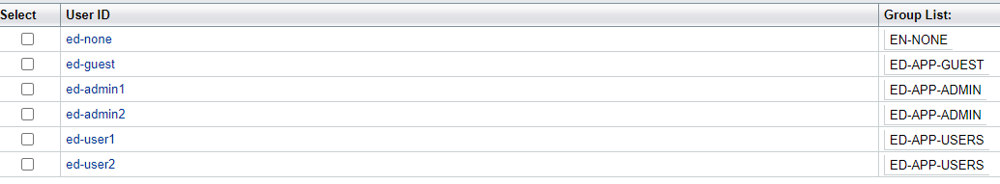 Select User ID Group List:
ed-none EN-NONE
ed-guest ED-APP-GUEST
ed-admin1 ED-APP-ADMIN
ed-admin2 ED-APP-ADMIN
ed-user1 ED-APP-USERS
ed-user2 ED-APP-USERS